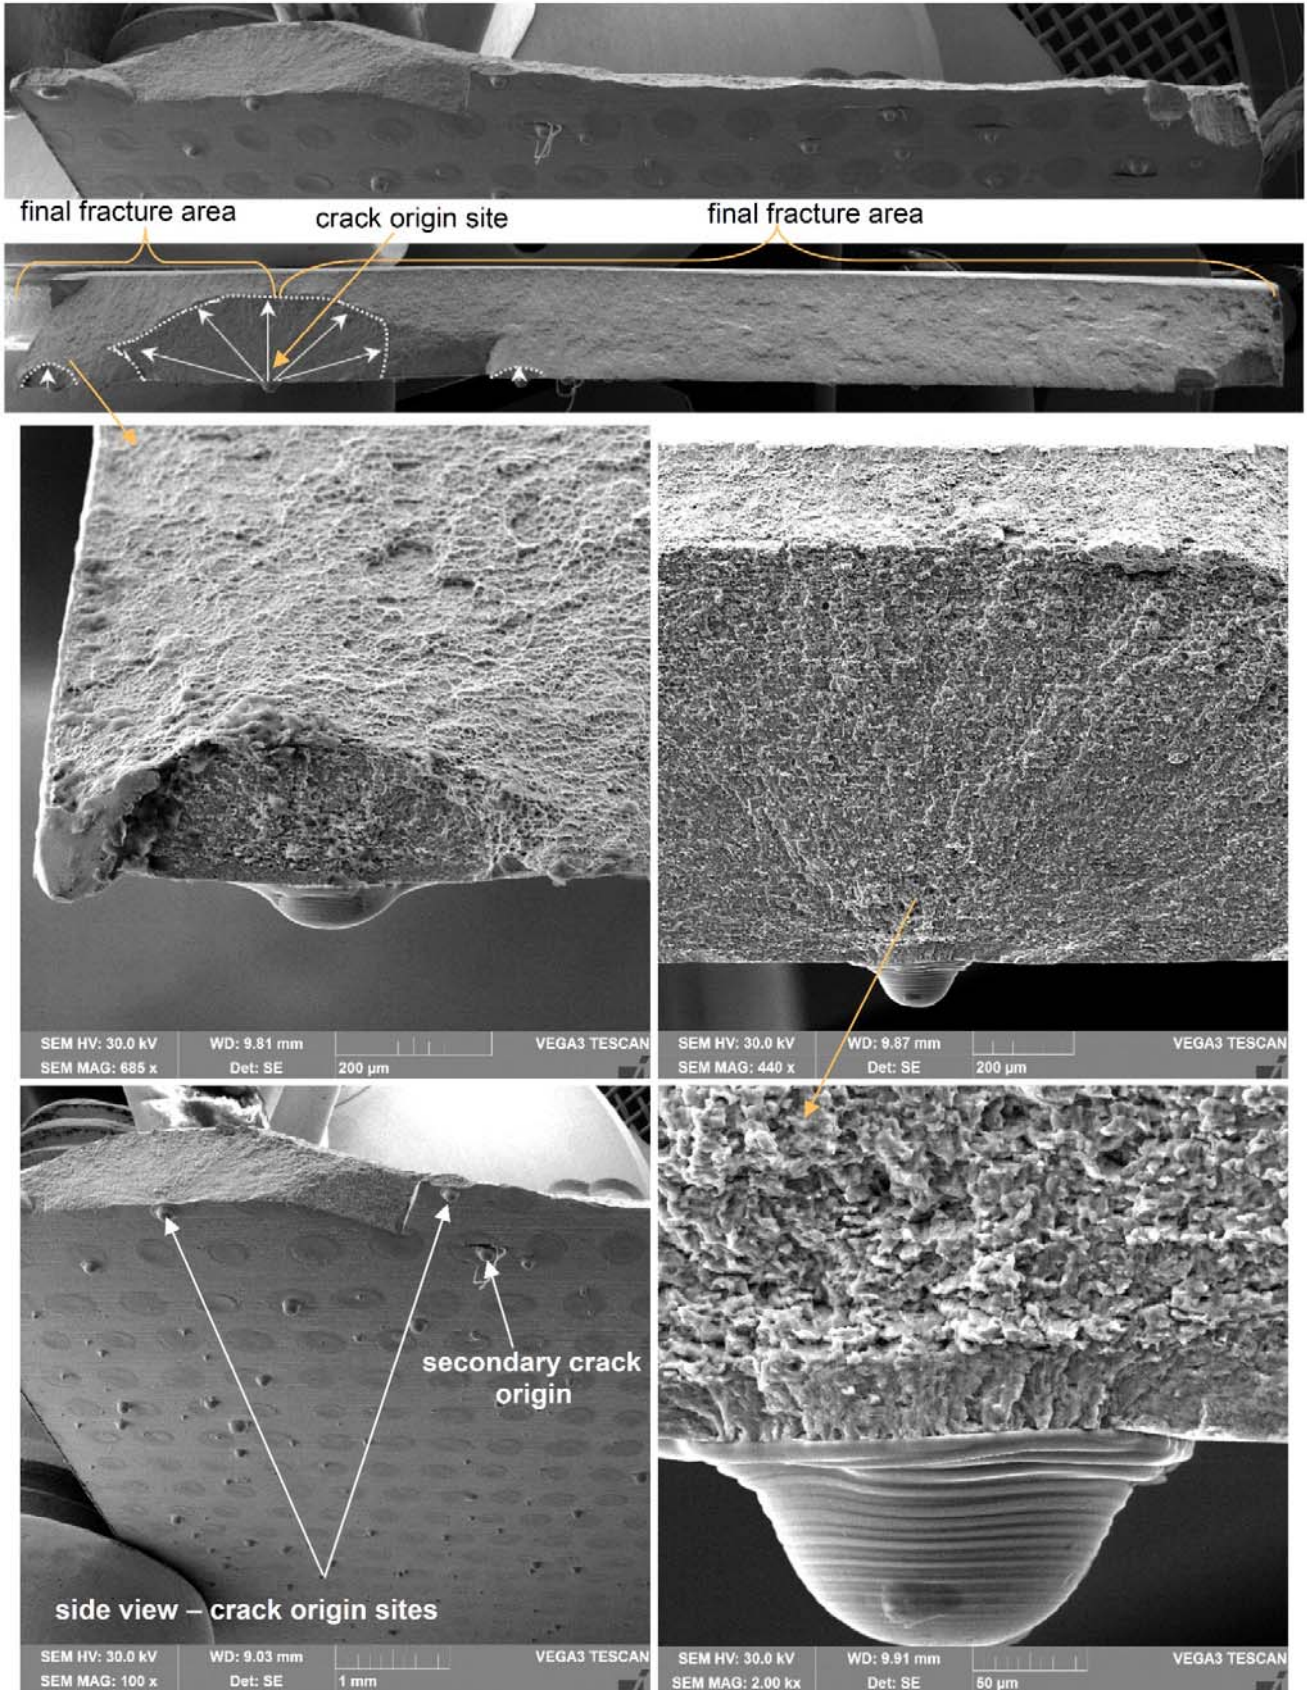 final fracture area
crack origin site
final fracture area
SEM HV: 30.0 kV
WD: 9.81 mm
VEGA3 TESCAN
SEM MAG: 685 x
Det: SE
200 µm
SEM HV: 30.0 kV
WD: 9.87 mm
VEGA3 TESCAN
SEM MAG: 440 x
Det: SE
200 µm
secondary crack
origin
side view – crack origin sites
SEM HV: 30.0 kV
WD: 9.03 mm
VEGA3 TESCAN
SEM MAG: 100 x
Det: SE
1 mm
SEM HV: 30.0 kV
WD: 9.91 mm
VEGA3 TESCAN
SEM MAG: 2.00 kx
Det: SE
50 µm